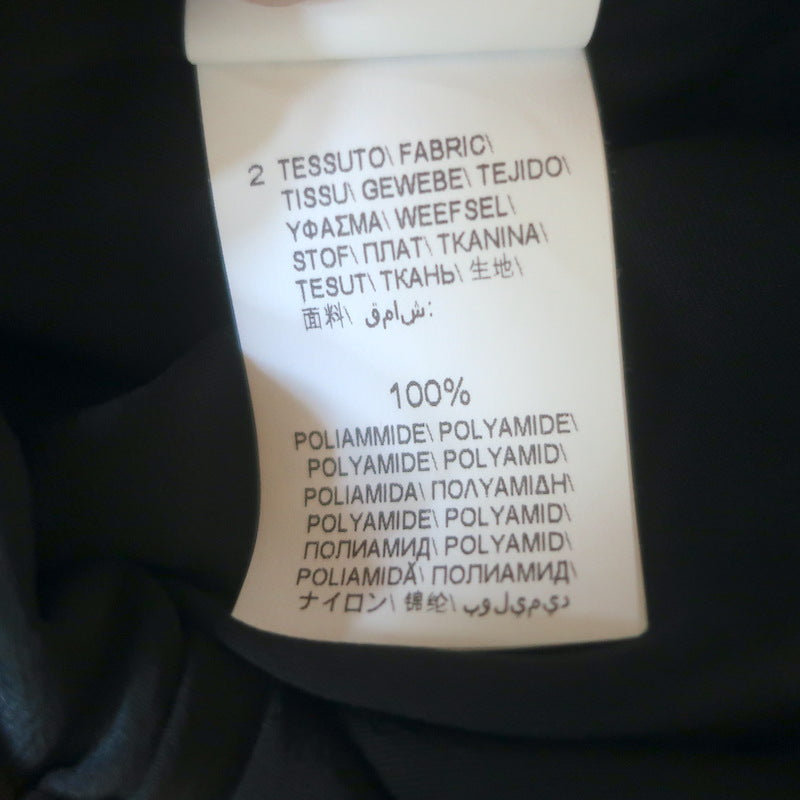 2 TESSUTO\ FABRIC\
TISSU\ GEWEBE\ TEJIDO\
ΥΦΑΣΜΑ\ WEEFSEL\
STOF\ ПЛАТ\ TKANINA\
TESUT\ ТКАНЬ\ 生地\
面料\ قماش:
100%
POLIAMMIDE\ POLYAMIDE\
POLYAMIDE\ POLYAMID\
POLIAMIDA\ ΠΟΛΥΑΜΙΔΗ\
POLYAMIDE\ POLYAMID\
ПОЛИАМИД\ POLYAMID\
POLIAMIDĂ\ ПОЛИАМИД\
ナイロン\ 锦纶\ بوليميد